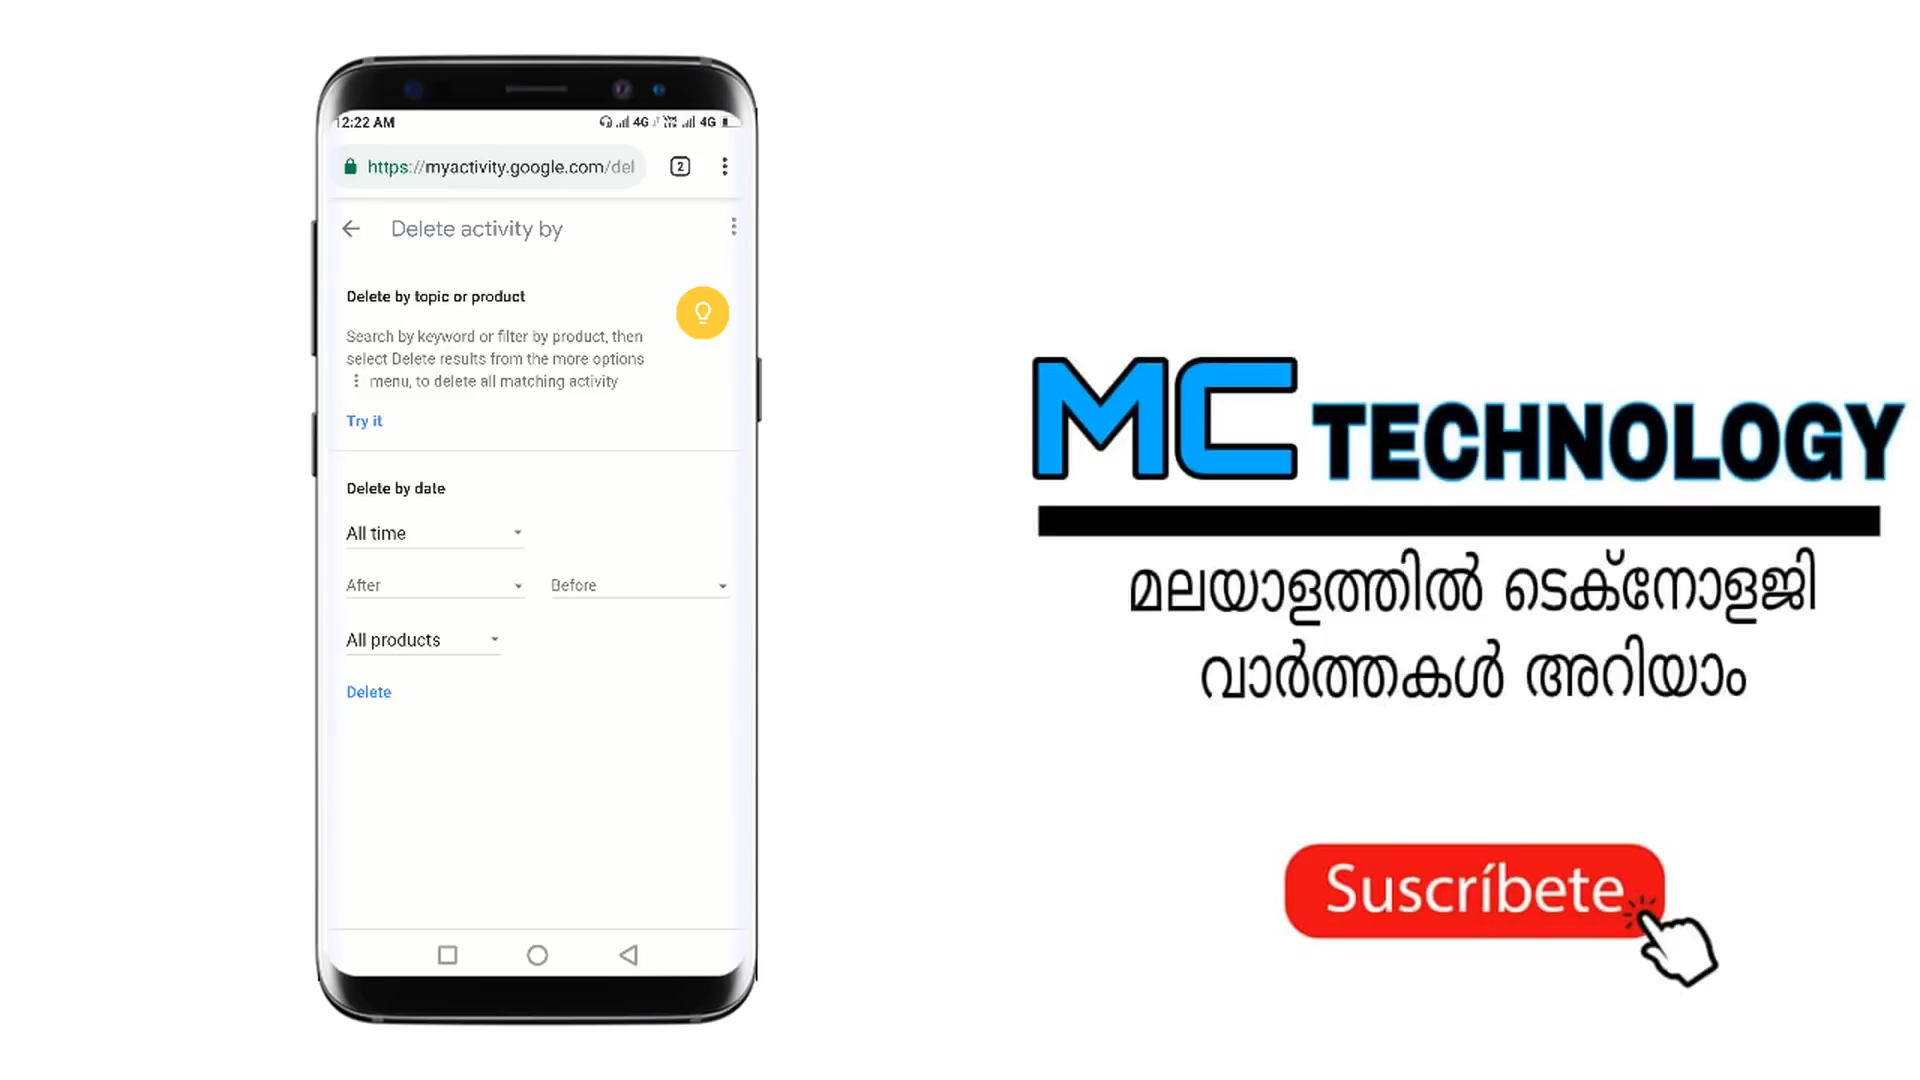 12:22 AM
4G 4G
https://myactivity.google.com/del
2
Delete activity by
Delete by topic or product
Search by keyword or filter by product, then
select Delete results from the more options
menu, to delete all matching activity
Try it
Delete by date
All time
After
Before
All products
Delete
MC TECHNOLOGY
മലയാളത്തിൽ ടെക്നോളജി
വാർത്തകൾ അറിയാം
Suscríbete